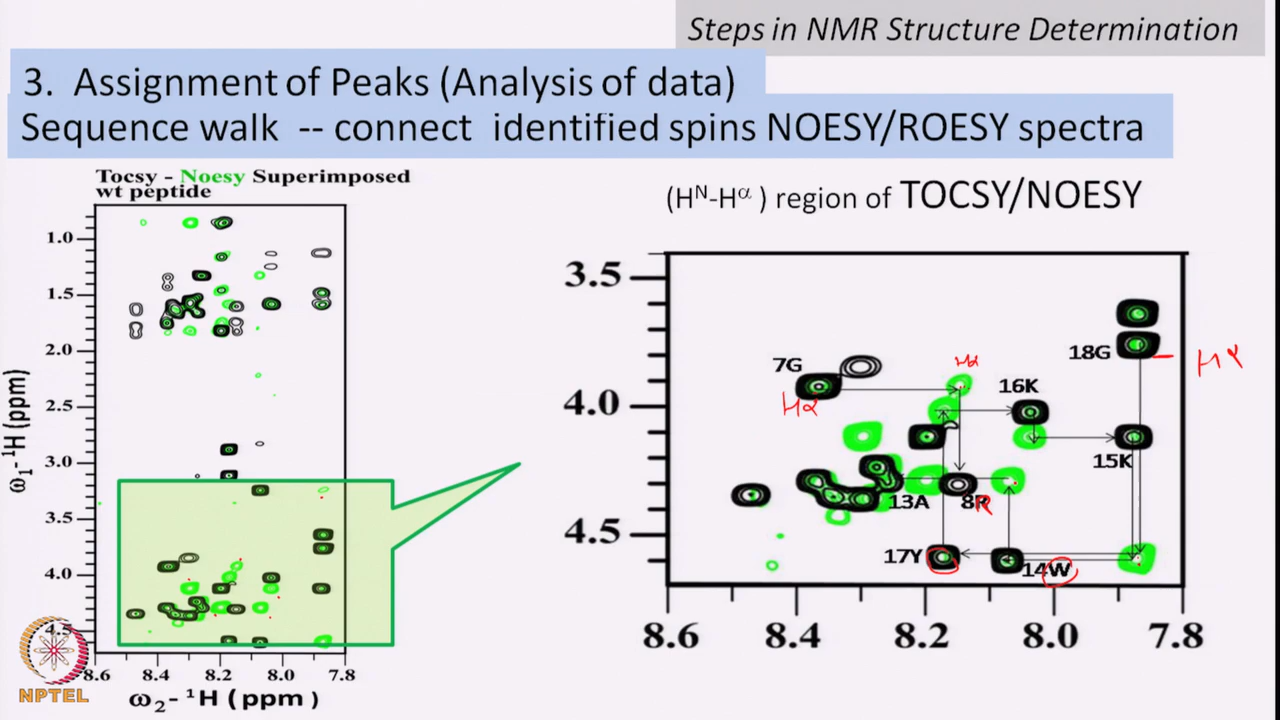 Steps in NMR Structure Determination
3. Assignment of Peaks (Analysis of data)
Sequence walk -- connect identified spins NOESY/ROESY spectra
Tocsy - Noesy Superimposed
wt peptide
(Hᴺ-Hᵅ ) region of TOCSY/NOESY
1.0
1.5
2.0
2.5
3.0
3.5
4.0
4.5
ω₁-¹H (ppm)
8.6
8.4
8.2
8.0
7.8
ω₂-¹H (ppm)
3.5
4.0
4.5
7G
Hα
Hα
16K
18G
Hα
15K
13A
8R
17Y
14W
8.6
8.4
8.2
8.0
7.8
NPTEL